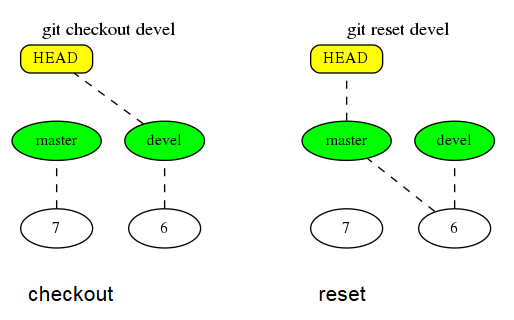 git checkout devel
HEAD
master devel
7 6
checkout
git reset devel
HEAD
master devel
7 6
reset